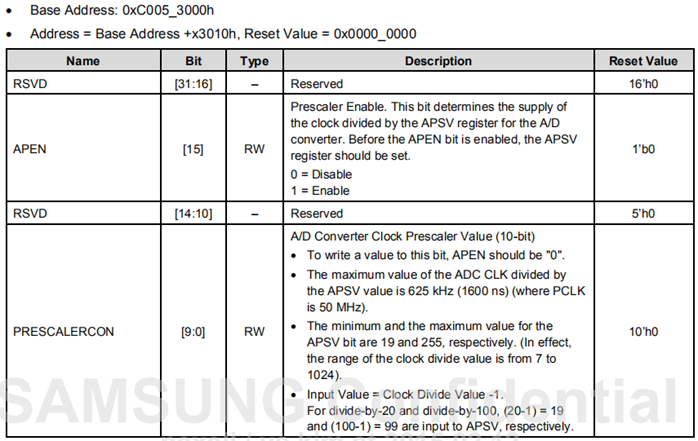 • Base Address: 0xC005_3000h
• Address = Base Address +x3010h, Reset Value = 0x0000_0000
Name Bit Type Description Reset Value
RSVD [31:16] – Reserved 16'h0
APEN [15] RW Prescaler Enable. This bit determines the supply of
the clock divided by the APSV register for the A/D
converter. Before the APEN bit is enabled, the APSV
register should be set.
0 = Disable
1 = Enable
1'b0
RSVD [14:10] – Reserved 5'h0
PRESCALERCON [9:0] RW A/D Converter Clock Prescaler Value (10-bit)
• To write a value to this bit, APEN should be "0".
• The maximum value of the ADC CLK divided by
the APSV value is 625 kHz (1600 ns) (where PCLK
is 50 MHz).
• The minimum and the maximum value for the
APSV bit are 19 and 255, respectively. (In effect,
the range of the clock divide value is from 7 to
1024).
• Input Value = Clock Divide Value -1.
For divide-by-20 and divide-by-100, (20-1) = 19
and (100-1) = 99 are input to APSV, respectively.
10'h0
SAMSUNG Confidential